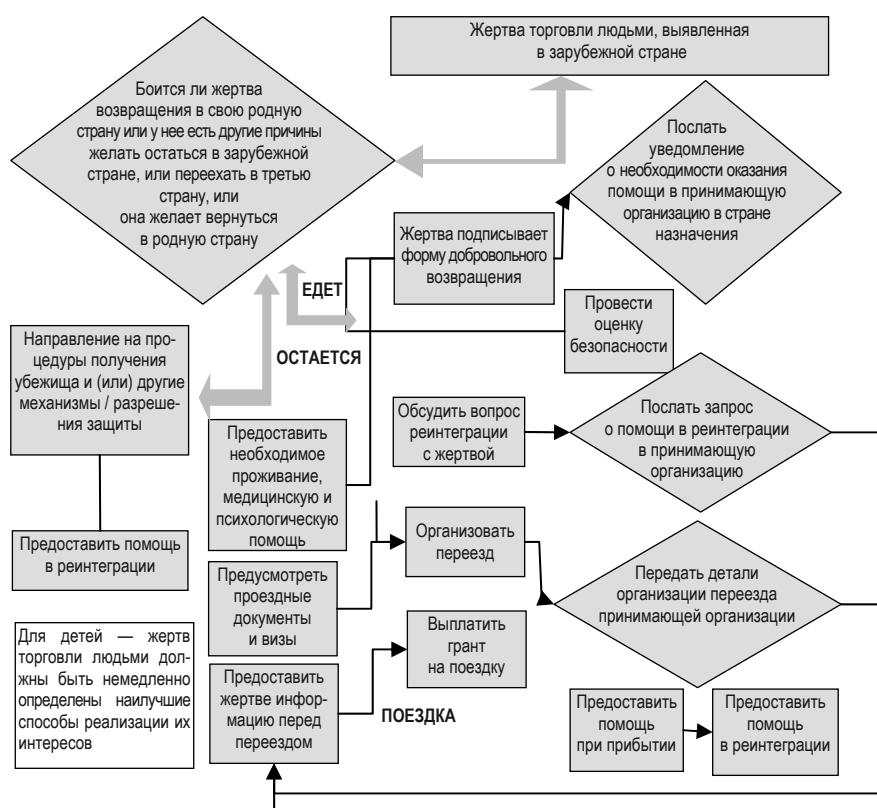 Жертва торговли людьми, выявленная
в зарубежной стране
Боится ли жертва
возвращения в свою родную
страну или у нее есть другие причины
желать остаться в зарубежной
стране, или переехать в третью
страну, или
она желает вернуться
в родную страну
Послать
уведомление
о необходимости оказания
помощи в принимающую
организацию в стране
назначения
Жертва подписывает
форму добровольного
возвращения
ЕДЕТ
Провести
оценку
безопасности
ОСТАЕТСЯ
Направление на про-
цедуры получения
убежища и (или) другие
механизмы / разреше-
ния защиты
Предоставить
необходимое
проживание,
медицинскую и
психологическую
помощь
Обсудить вопрос
реинтеграции
с жертвой
Послать запрос
о помощи в реинтеграции
в принимающую
организацию
Предоставить помощь
в реинтеграции
Организовать
переезд
Предусмотреть
проездные
документы
и визы
Передать детали
организации переезда
принимающей организации
Выплатить
грант
на поездку
Для детей — жертв
торговли людьми дол-
жны быть немедленно
определены наилучшие
способы реализации их
интересов
Предоставить
жертве инфор-
мацию перед
переездом
ПОЕЗДКА
Предоставить
помощь
при прибытии
Предоставить
помощь
в реинтеграции